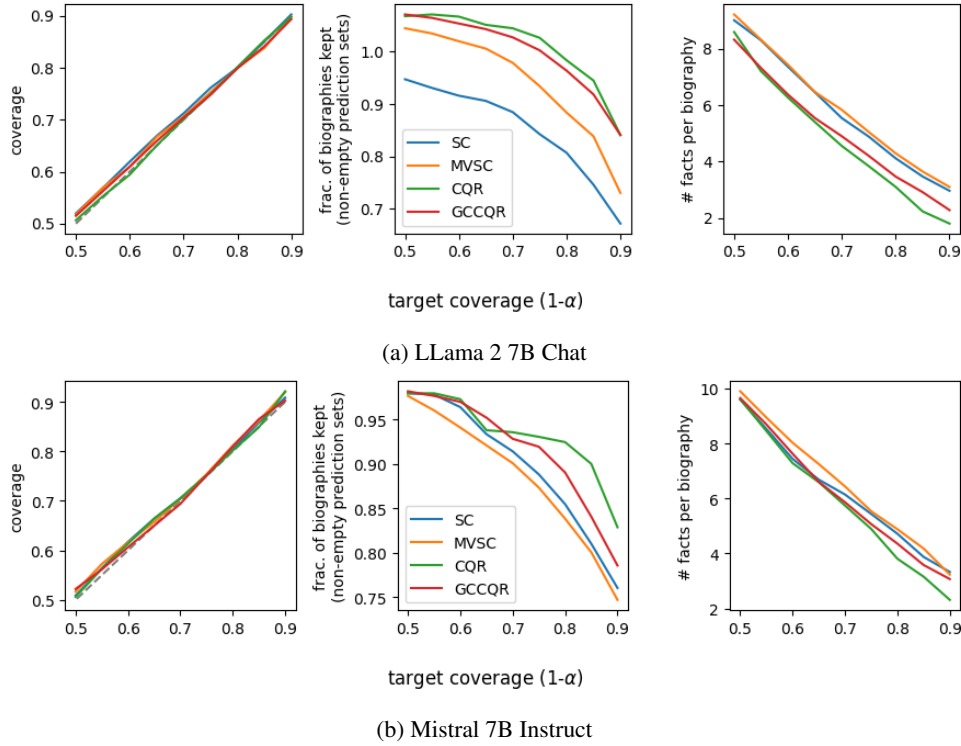 coverage
0.9
0.8
0.7
0.6
0.5
0.5 0.6 0.7 0.8 0.9
frac. of biographies kept
(non-empty prediction sets)
1.0
0.9
0.8
0.7
SC
MVSC
CQR
GCCQR
0.5 0.6 0.7 0.8 0.9
# facts per biography
8
6
4
2
0.5 0.6 0.7 0.8 0.9
target coverage (1-α)
(a) LLama 2 7B Chat
coverage
0.9
0.8
0.7
0.6
0.5
0.5 0.6 0.7 0.8 0.9
frac. of biographies kept
(non-empty prediction sets)
0.95
0.90
0.85
0.80
0.75
SC
MVSC
CQR
GCCQR
0.5 0.6 0.7 0.8 0.9
# facts per biography
10
8
6
4
2
0.5 0.6 0.7 0.8 0.9
target coverage (1-α)
(b) Mistral 7B Instruct